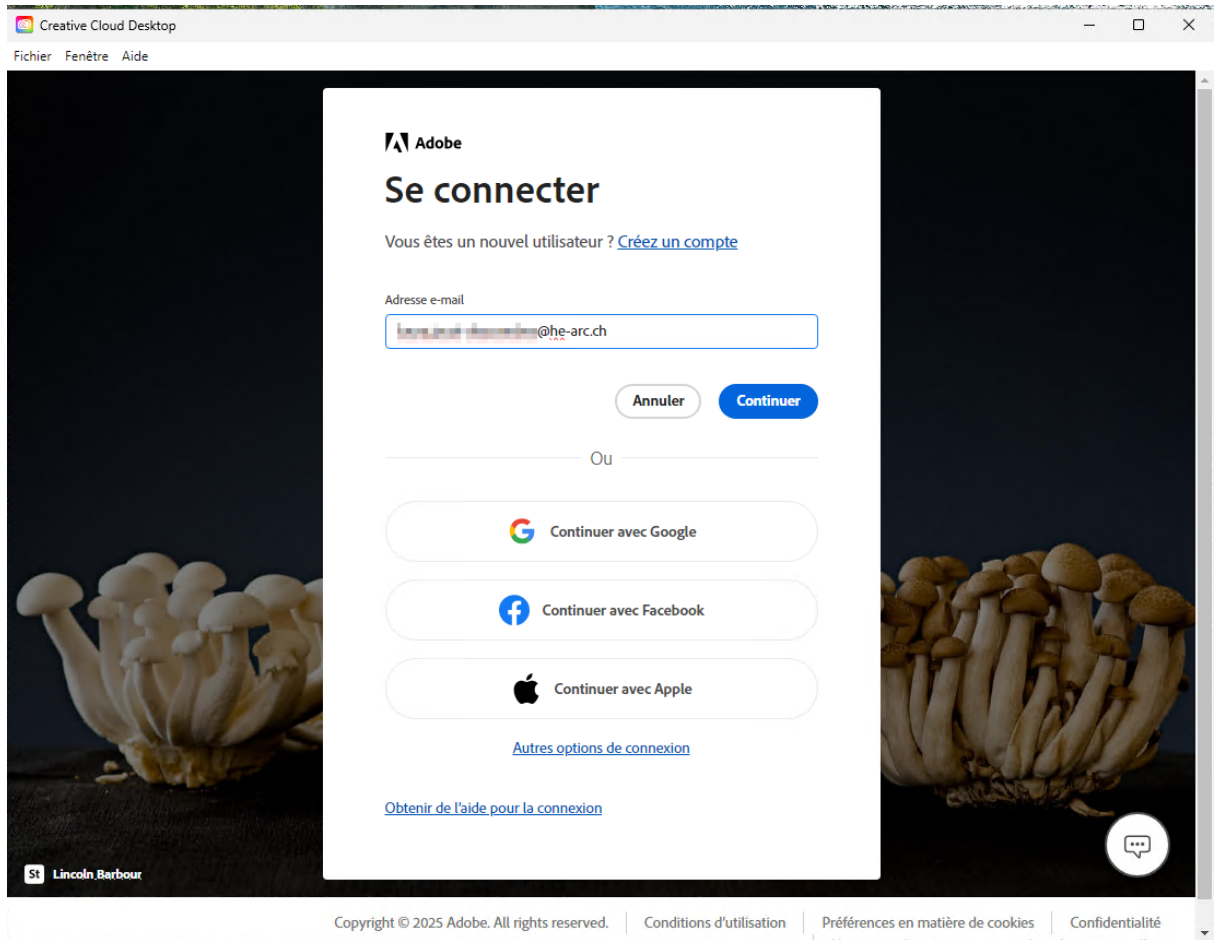 Creative Cloud Desktop
Fichier Fenêtre Aide
Adobe
Se connecter
Vous êtes un nouvel utilisateur ? Créez un compte
Adresse e-mail
@he-arc.ch
Annuler Continuer
Ou
Continuer avec Google
Continuer avec Facebook
Continuer avec Apple
Autres options de connexion
Obtenir de l'aide pour la connexion
St Lincoln Barbour
Copyright © 2025 Adobe. All rights reserved. Conditions d'utilisation Préférences en matière de cookies Confidentialité